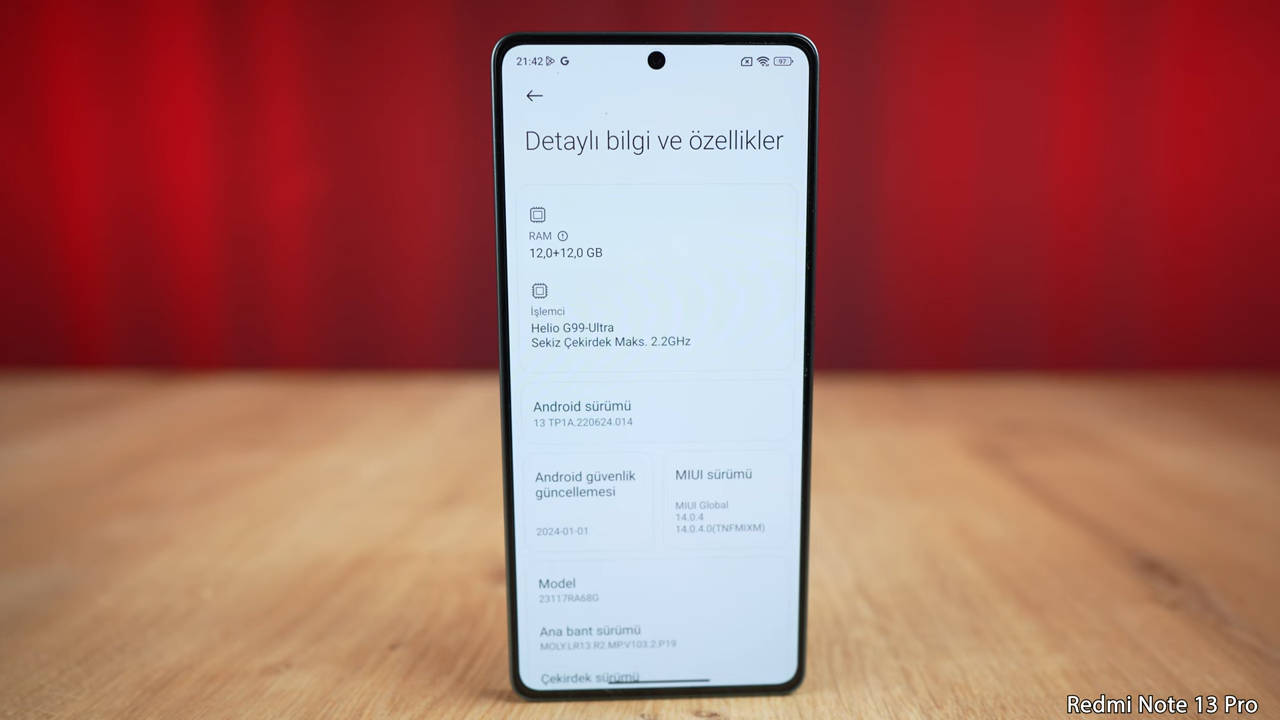 21:42
97
Detaylı bilgi ve özellikler
RAM
12,0+12,0 GB
İşlemci
Helio G99-Ultra
Sekiz Çekirdek Maks. 2.2GHz
Android sürümü
13 TP1A.220624.014
Android güvenlik
güncellemesi
2024-01-01
MIUI sürümü
MIUI Global
14.0.4
14.0.4.0(TNFMIXM)
Model
23117RA68G
Ana bant sürümü
MOLY.LR13.R2.MP.V103.2.P19
Çekirdek sürümü
Redmi Note 13 Pro